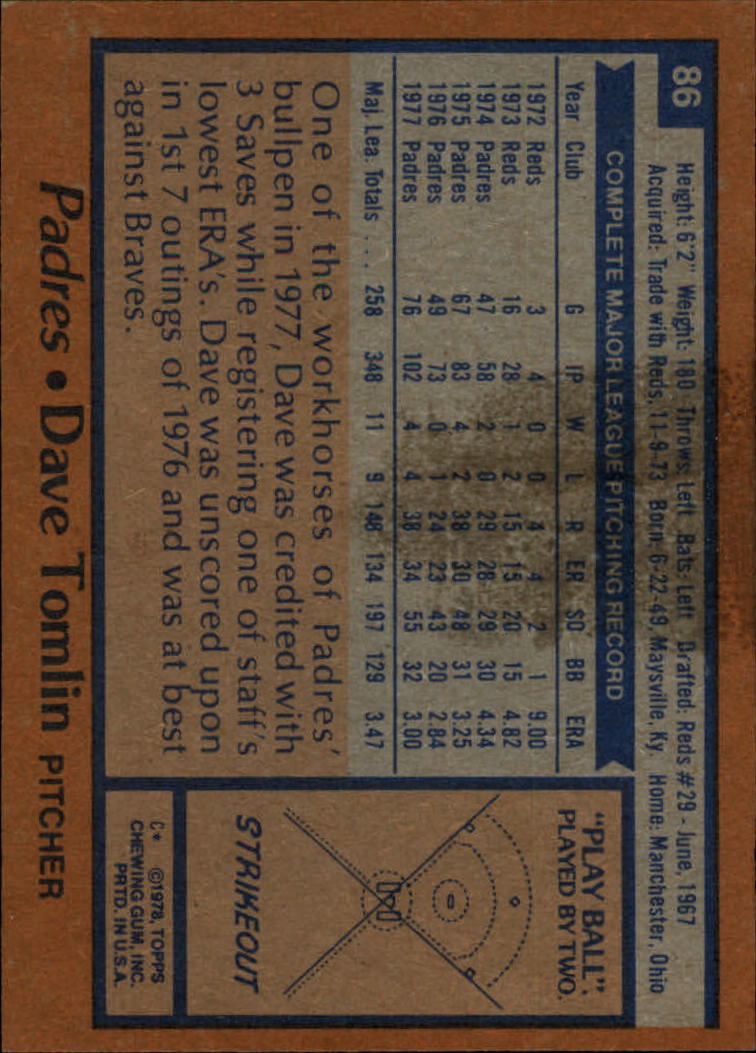 86
Height: 6'2" Weight: 180 Throws: Left Bats: Left Drafted: Reds #29 - June, 1967
Acquired: Trade with Reds, 11-9-73 Born: 6-22-49, Maysville, Ky. Home: Manchester, Ohio
COMPLETE MAJOR LEAGUE PITCHING RECORD
Year Club G IP W L R ER SO BB ERA
1972 Reds 3 4 0 0 4 4 2 1 9.00
1973 Reds 16 28 1 2 15 15 20 15 4.82
1974 Padres 47 58 2 0 29 28 29 30 4.34
1975 Padres 67 83 4 2 38 30 48 31 3.25
1976 Padres 49 73 0 1 24 23 43 20 2.84
1977 Padres 76 102 4 4 38 34 55 32 3.00
Maj. Lea. Totals ... 258 348 11 9 148 134 197 129 3.47
One of the workhorses of Padres'
bullpen in 1977, Dave was credited with
3 Saves while registering one of staff's
lowest ERA's. Dave was unscored upon
in 1st 7 outings of 1976 and was at best
against Braves.
"PLAY BALL".
PLAYED BY TWO.
STRIKEOUT
C* ©1978, TOPPS
CHEWING GUM, INC.
PRTD. IN U.S.A.
Padres • Dave Tomlin PITCHER